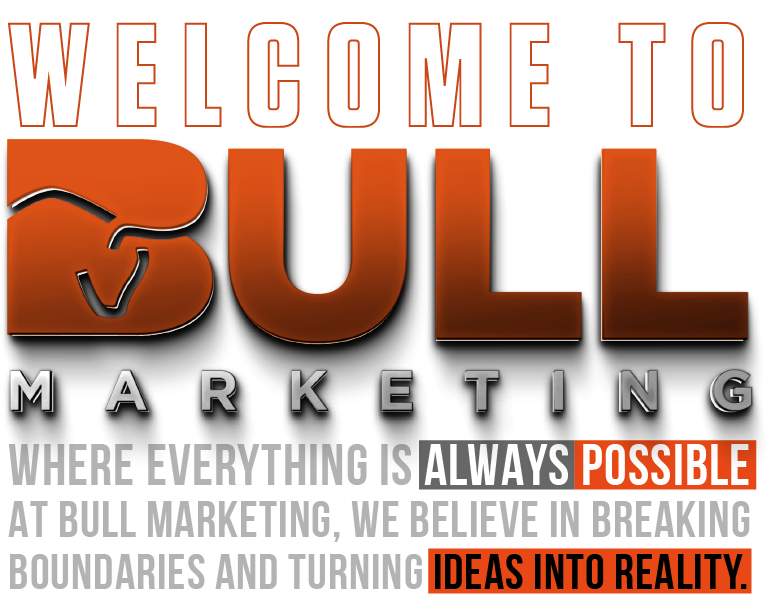 WELCOME TO
BULL
MARKETING
WHERE EVERYTHING IS ALWAYS POSSIBLE
AT BULL MARKETING, WE BELIEVE IN BREAKING
BOUNDARIES AND TURNING IDEAS INTO REALITY.